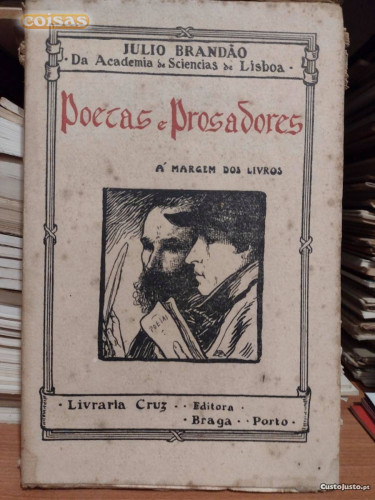 coisas
JULIO BRANDÃO
· Da Academia de Sciencias de Lisboa ·
Poetas e Prosadores
Á MARGEM DOS LIVROS
POESIAS
· Livraria Cruz · · Editora ·
· Braga · · Porto ·
CustoJusto.pt